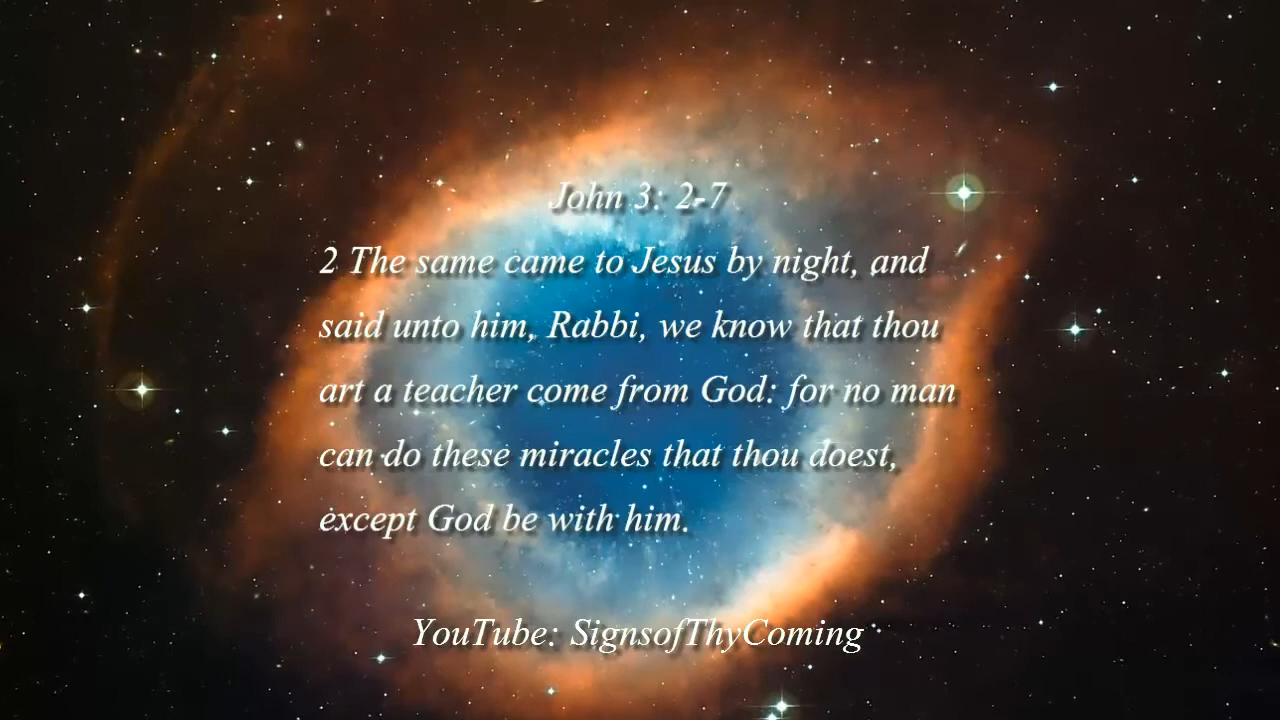 John 3: 2-7
2 The same came to Jesus by night, and
said unto him, Rabbi, we know that thou
art a teacher come from God: for no man
can do these miracles that thou doest,
except God be with him.
YouTube: SignsofThyComing